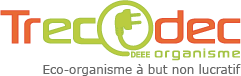 Trecodec
DEEE organisme
Eco-organisme à but non lucratif